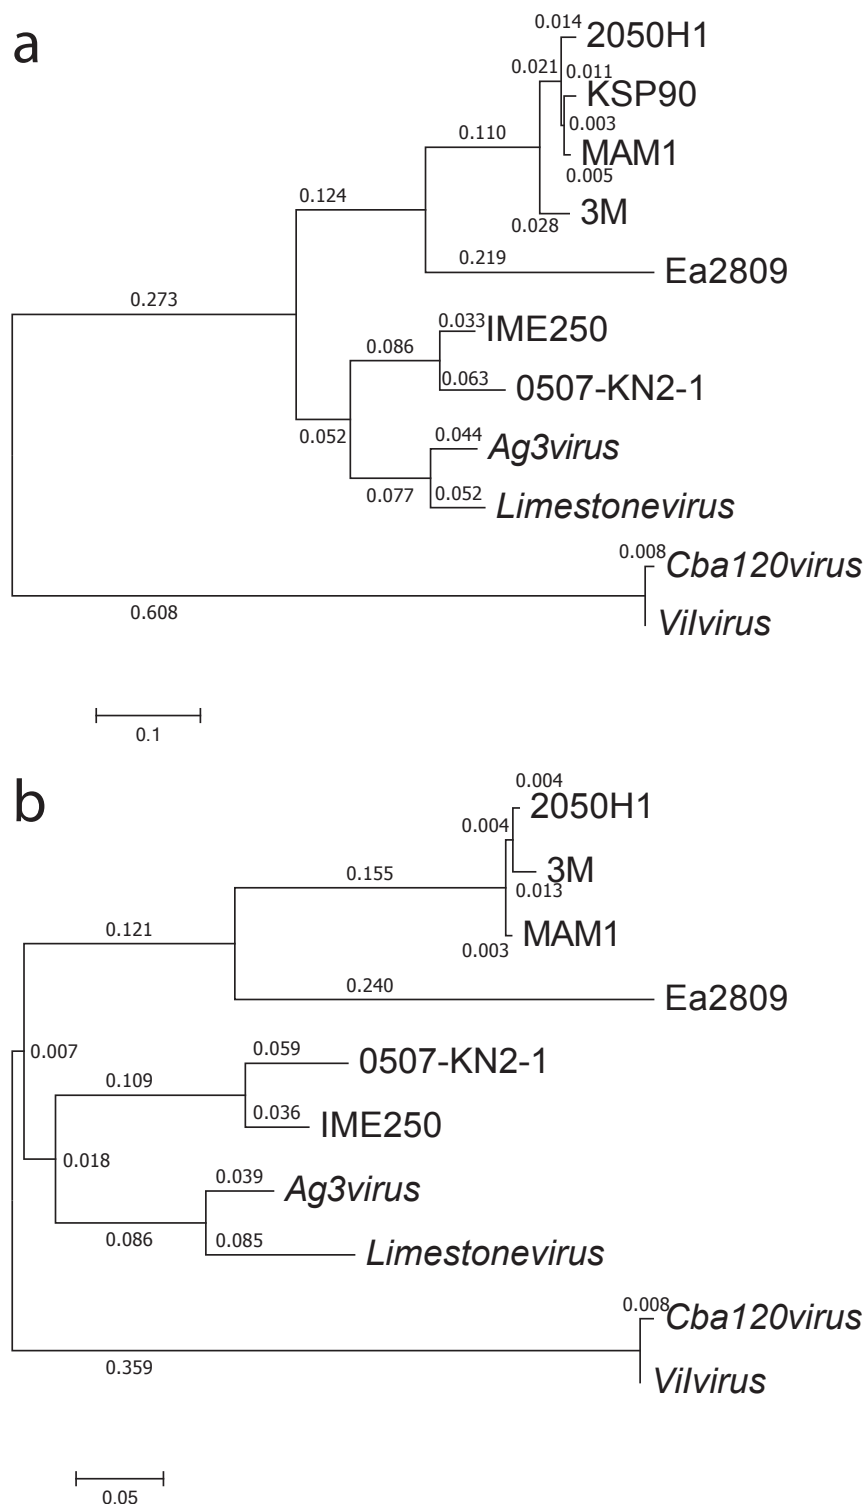 a
0.014
2050H1
0.021
0.011
KSP90
0.003
0.110
MAM1
0.005
0.124
3M
0.028
0.219
Ea2809
0.273
0.033
IME250
0.086
0.063
0507-KN2-1
0.052
0.044
Ag3virus
0.077
0.052
Limestonevirus
0.008
Cba120virus
0.608
Vilvirus
0.1
b
0.004
2050H1
0.004
0.155
3M
0.013
0.121
MAM1
0.003
0.240
Ea2809
0.007
0.059
0507-KN2-1
0.109
0.036
IME250
0.018
0.039
Ag3virus
0.086
0.085
Limestonevirus
0.008
Cba120virus
0.359
Vilvirus
0.05